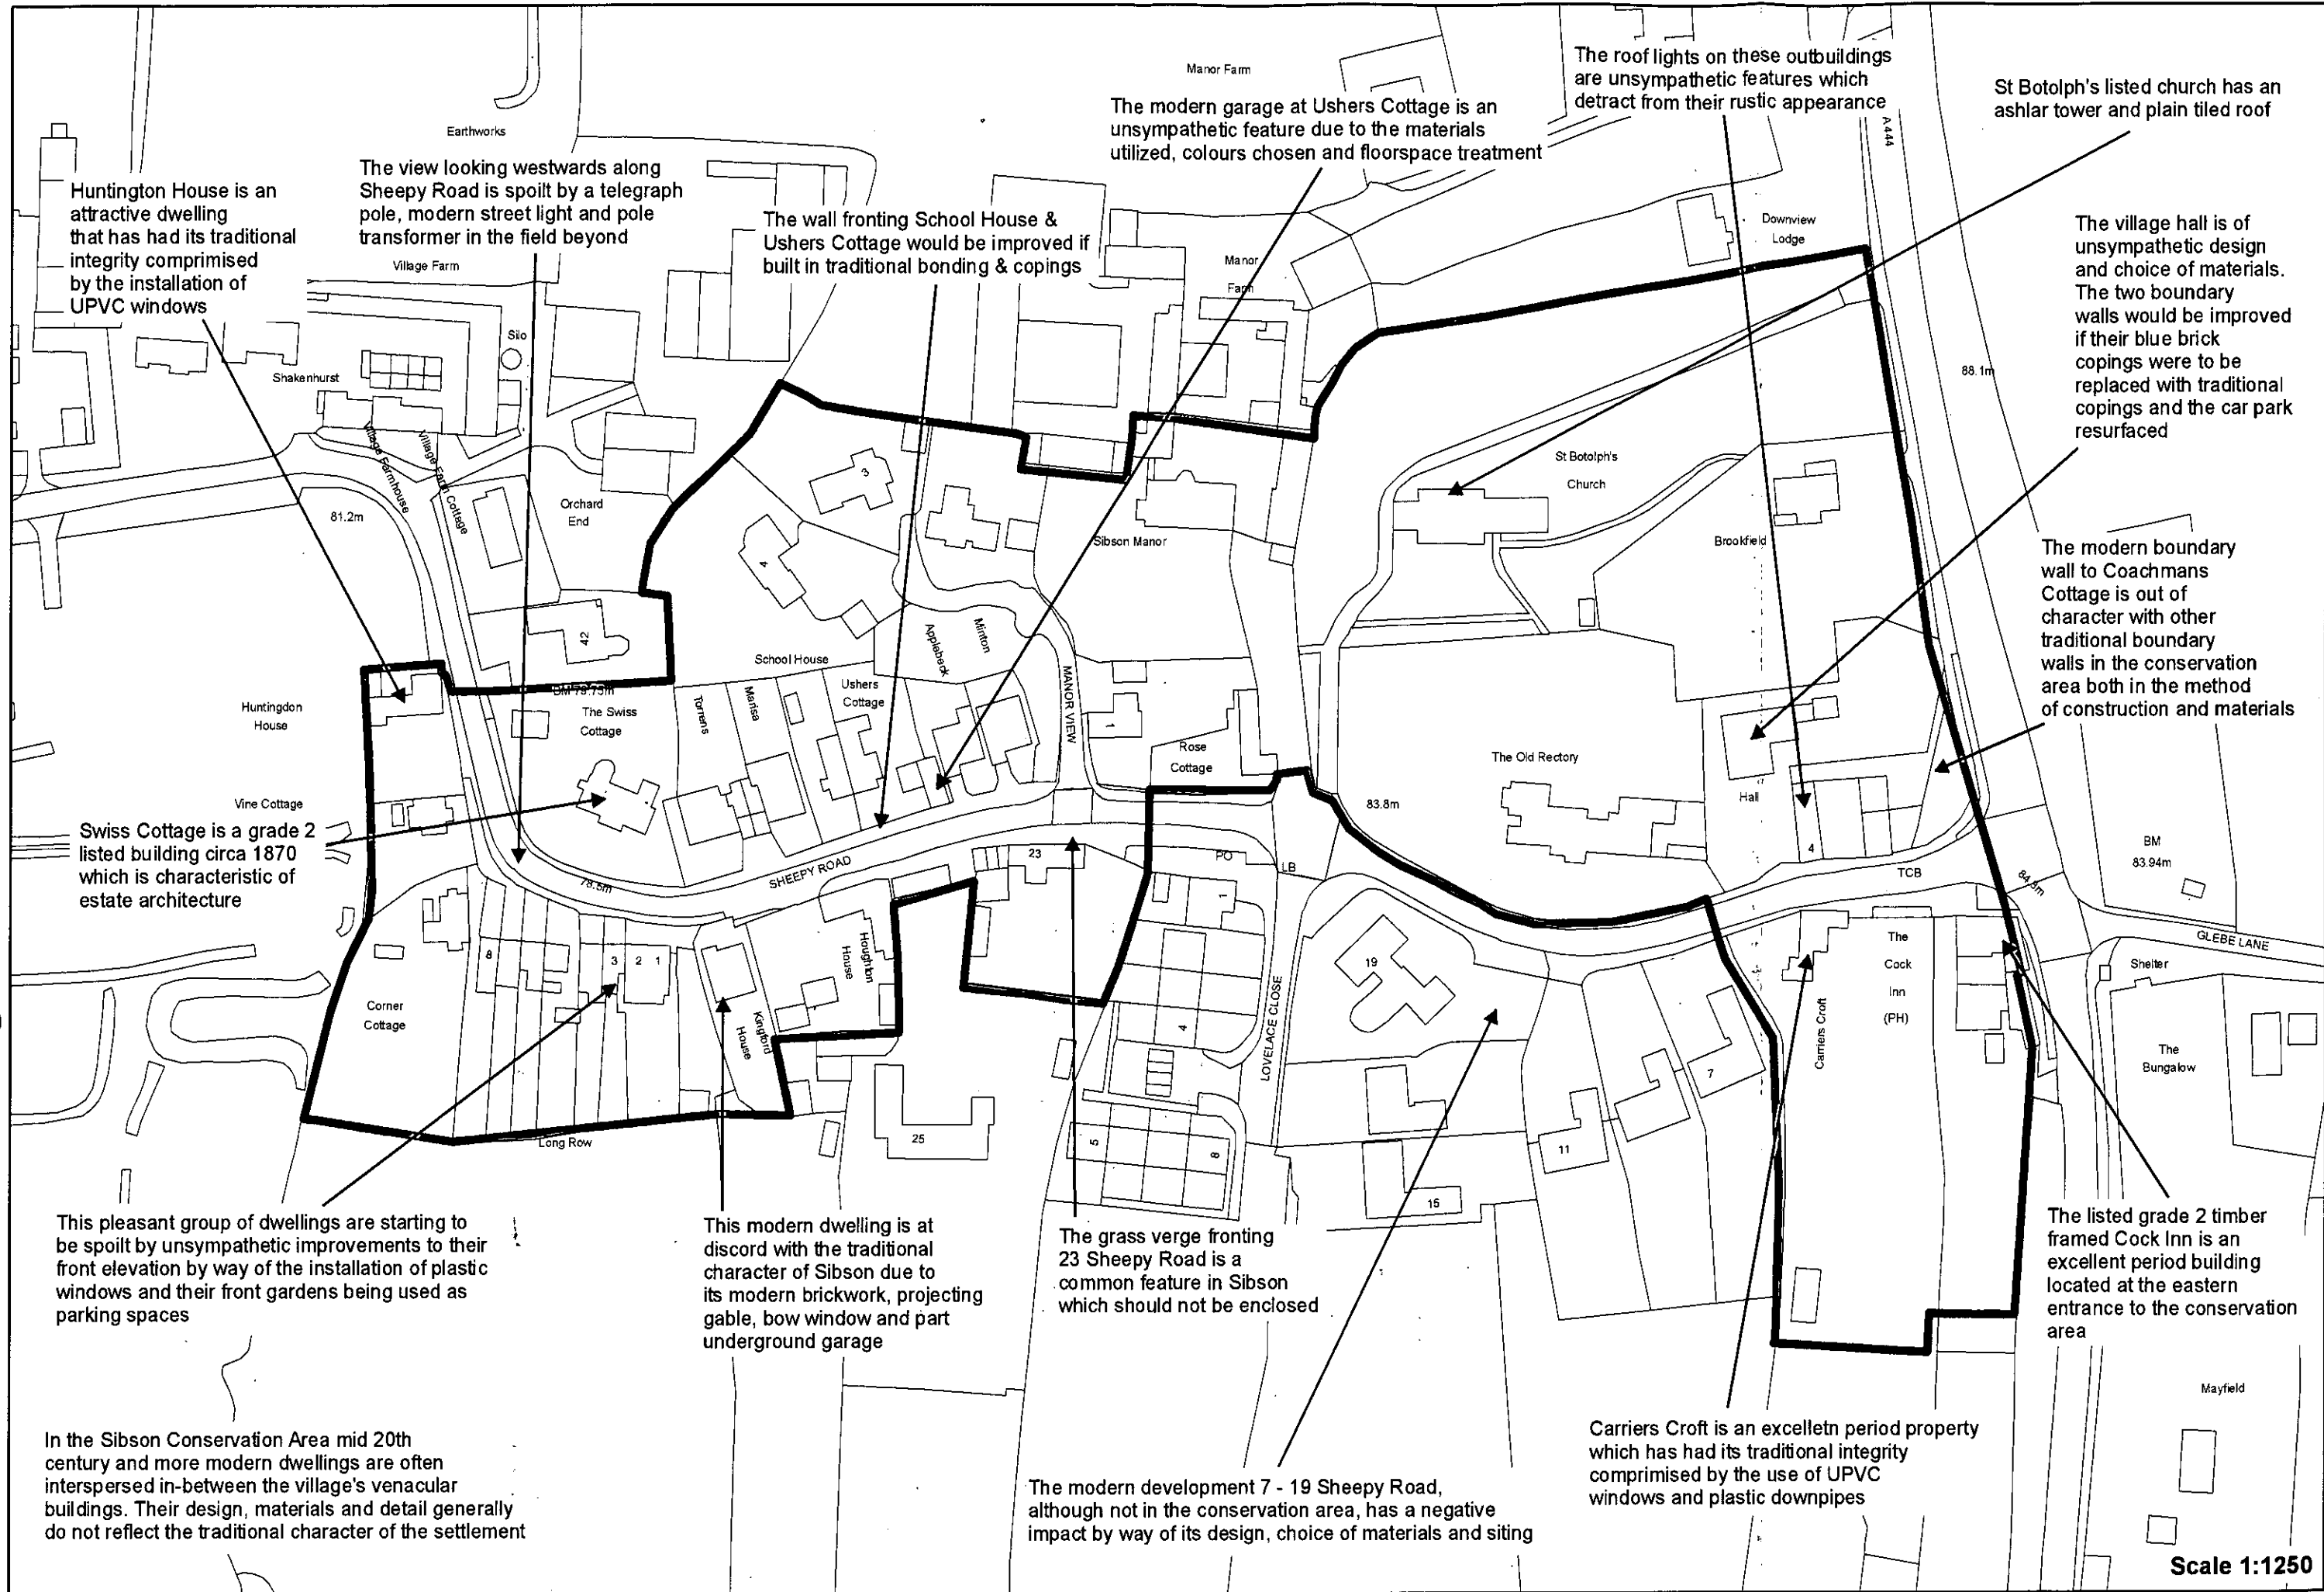 Manor Farm
The roof lights on these outbuildings
are unsympathetic features which
detract from their rustic appearance
St Botolph's listed church has an
ashlar tower and plain tiled roof
The modern garage at Ushers Cottage is an
unsympathetic feature due to the materials
utilized, colours chosen and floorspace treatment
A444
Earthworks
The view looking westwards along
Sheepy Road is spoilt by a telegraph
pole, modern street light and pole
transformer in the field beyond
Huntington House is an
attractive dwelling
that has had its traditional
integrity comprimised
by the installation of
UPVC windows
The wall fronting School House &
Ushers Cottage would be improved if
built in traditional bonding & copings
Downview
Lodge
The village hall is of
unsympathetic design
and choice of materials.
The two boundary
walls would be improved
if their blue brick
copings were to be
replaced with traditional
copings and the car park
resurfaced
Village Farm
Manor
Farm
Silo
Shakenhurst
88.1m
Village Farmhouse
Village Farm Cottage
81.2m
Orchard
End
3
4
St Botolph's
Church
Sibson Manor
Brookfield
The modern boundary
wall to Coachmans
Cottage is out of
character with other
traditional boundary
walls in the conservation
area both in the method
of construction and materials
42
School House
Applebeck
Minton
Ushers
Cottage
MANOR VIEW
BM 79.73m
Huntingdon
House
The Swiss
Cottage
Torrens
Marisa
1
Rose
Cottage
The Old Rectory
Hall
83.8m
Vine Cottage
Swiss Cottage is a grade 2
listed building circa 1870
which is characteristic of
estate architecture
4
BM
83.94m
SHEEPY ROAD
78.5m
23
PO
LB
TCB
84.5m
1
GLEBE LANE
8
3
2
1
Houghton
House
Kingford
House
Corner
Cottage
19
LOVELACE CLOSE
Carriers Croft
The
Cock
Inn
(PH)
Shelter
The
Bungalow
4
7
25
5
8
11
15
Long Row
This pleasant group of dwellings are starting to
be spoilt by unsympathetic improvements to their
front elevation by way of the installation of plastic
windows and their front gardens being used as
parking spaces
This modern dwelling is at
discord with the traditional
character of Sibson due to
its modern brickwork, projecting
gable, bow window and part
underground garage
The grass verge fronting
23 Sheepy Road is a
common feature in Sibson
which should not be enclosed
The listed grade 2 timber
framed Cock Inn is an
excellent period building
located at the eastern
entrance to the conservation
area
Mayfield
In the Sibson Conservation Area mid 20th
century and more modern dwellings are often
interspersed in-between the village's venacular
buildings. Their design, materials and detail generally
do not reflect the traditional character of the settlement
The modern development 7 - 19 Sheepy Road,
although not in the conservation area, has a negative
impact by way of its design, choice of materials and siting
Carriers Croft is an excelletn period property
which has had its traditional integrity
comprimised by the use of UPVC
windows and plastic downpipes
Scale 1:1250